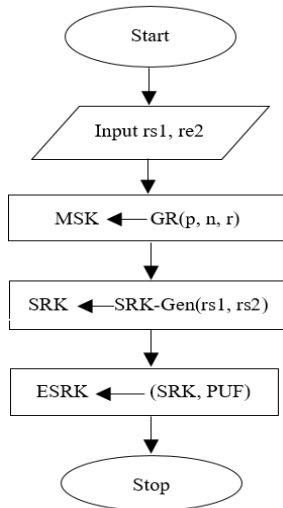 Start
Input rs1, re2
MSK GR(p, n, r)
SRK SRK-Gen(rs1, rs2)
ESRK (SRK, PUF)
Stop